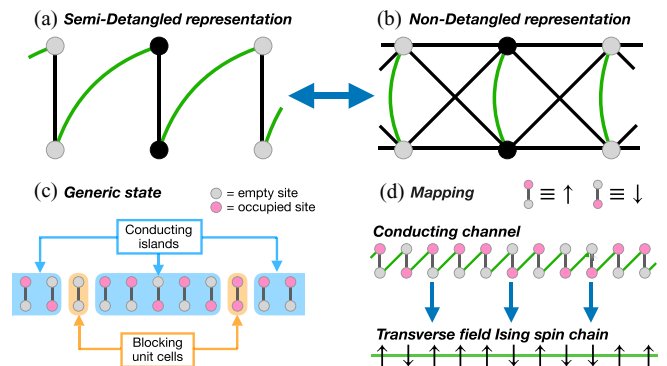 (a) Semi-Detangled representation
(b) Non-Detangled representation
(c) Generic state
= empty site
= occupied site
Conducting
islands
Blocking
unit cells
(d) Mapping
≡ ↑
≡ ↓
Conducting channel
Transverse field Ising spin chain
↑ ↓ ↑ ↑ ↑ ↓ ↑ ↓ ↓ ↑ ↑